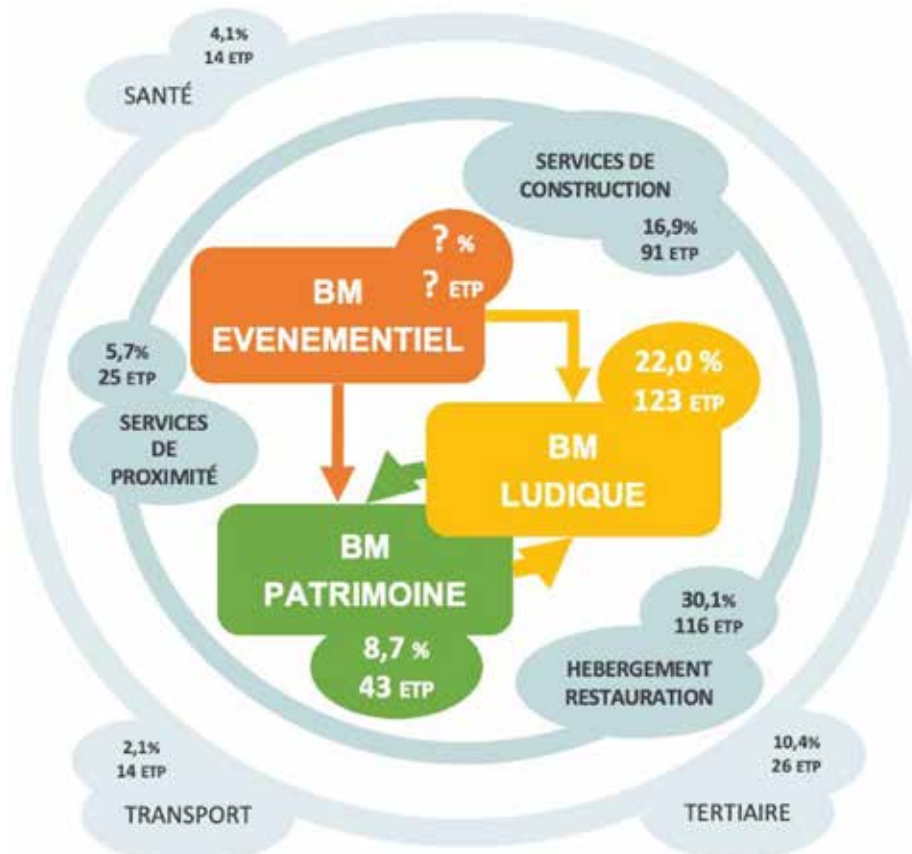 4,1%
14 ETP
SANTÉ
SERVICES DE
CONSTRUCTION
16,9%
91 ETP
? %
? ETP
BM
EVENEMENTIEL
5,7%
25 ETP
SERVICES
DE
PROXIMITÉ
22,0 %
123 ETP
BM
LUDIQUE
BM
PATRIMOINE
8,7 %
43 ETP
30,1%
116 ETP
HEBERGEMENT
RESTAURATION
2,1%
14 ETP
TRANSPORT
10,4%
26 ETP
TERTIAIRE